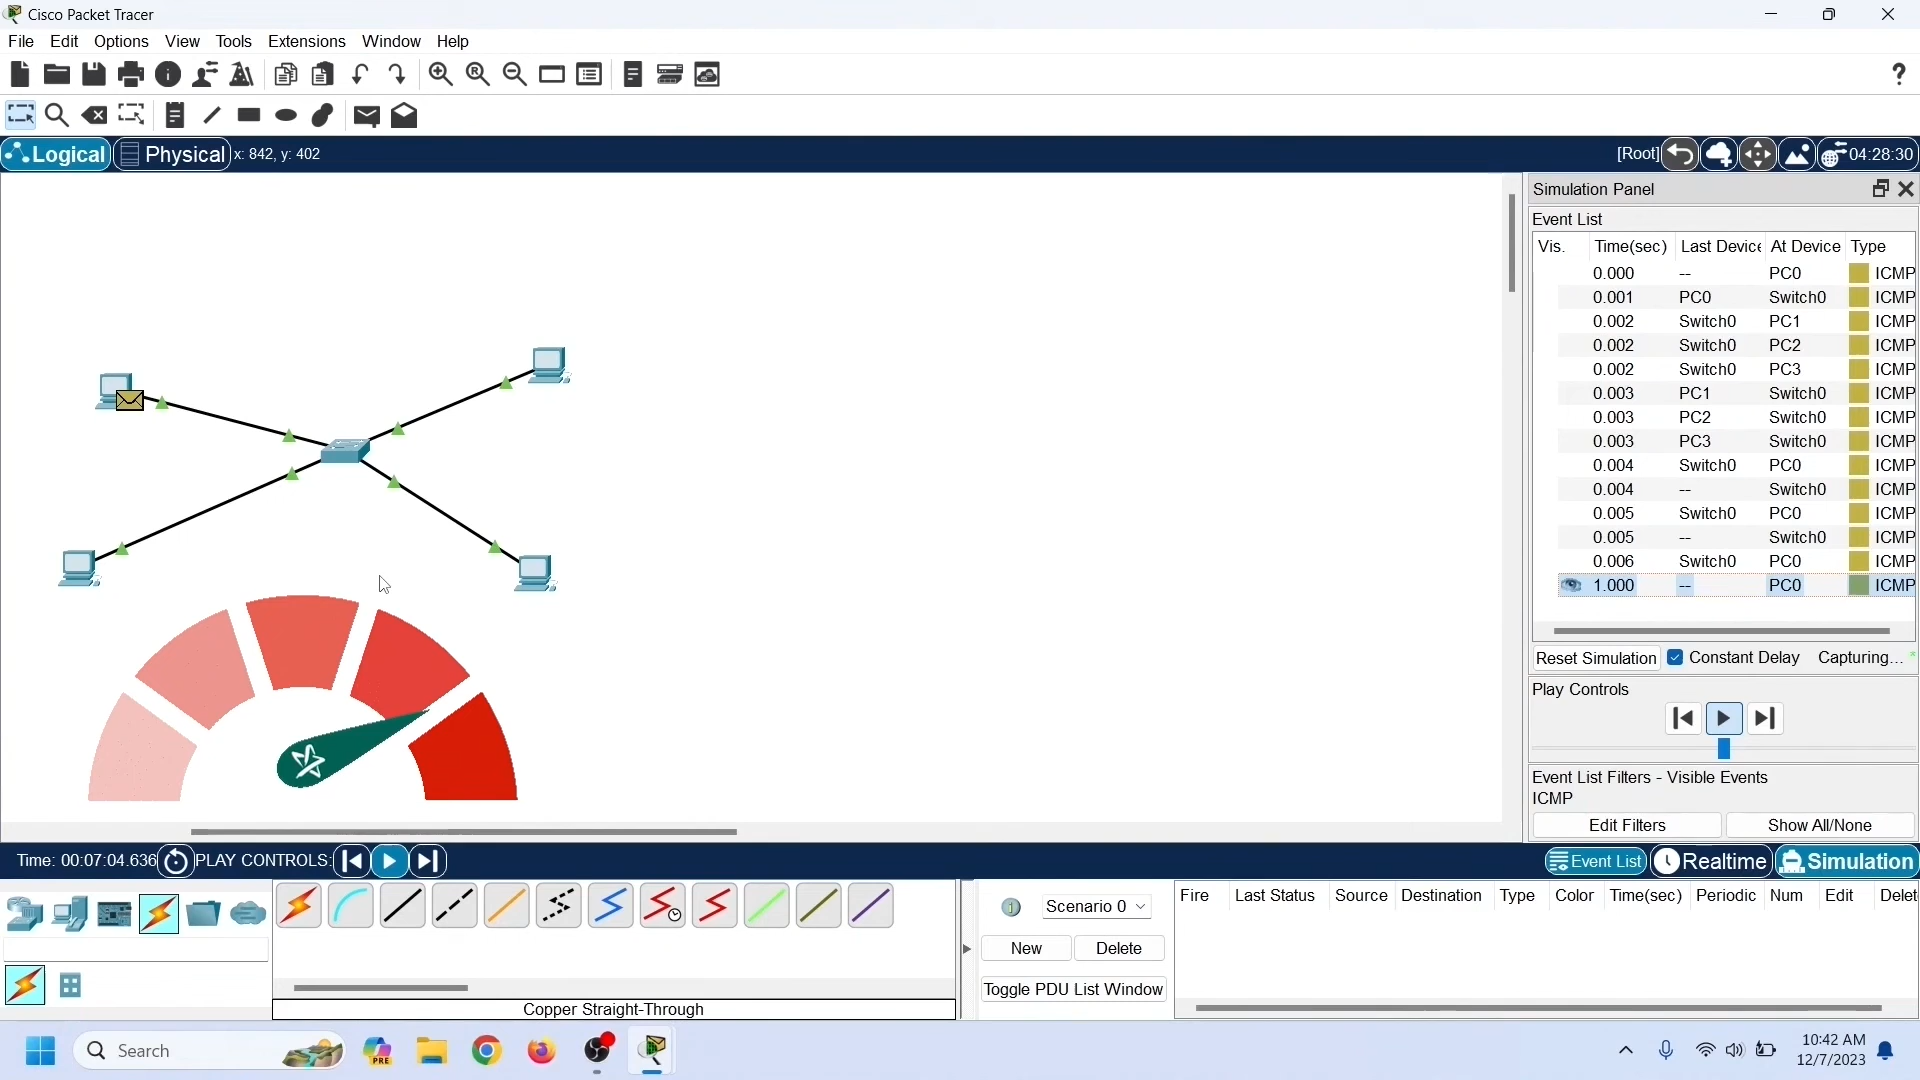 Cisco Packet Tracer
File Edit Options View Tools Extensions Window Help
Logical Physical x: 842, y: 402 [Root] 04:28:30
Simulation Panel
Event List
Vis. Time(sec) Last Device At Device Type
0.000 -- PC0 ICMP
0.001 PC0 Switch0 ICMP
0.002 Switch0 PC1 ICMP
0.002 Switch0 PC2 ICMP
0.002 Switch0 PC3 ICMP
0.003 PC1 Switch0 ICMP
0.003 PC2 Switch0 ICMP
0.003 PC3 Switch0 ICMP
0.004 Switch0 PC0 ICMP
0.004 -- Switch0 ICMP
0.005 Switch0 PC0 ICMP
0.005 -- Switch0 ICMP
0.006 Switch0 PC0 ICMP
1.000 -- PC0 ICMP
Reset Simulation Constant Delay Capturing... *
Play Controls
Event List Filters - Visible Events
ICMP
Edit Filters Show All/None
Time: 00:07:04.636 PLAY CONTROLS: Event List Realtime Simulation
Scenario 0
New Delete
Toggle PDU List Window
Fire Last Status Source Destination Type Color Time(sec) Periodic Num Edit Delet
Copper Straight-Through
Search
PRE
10:42 AM
12/7/2023